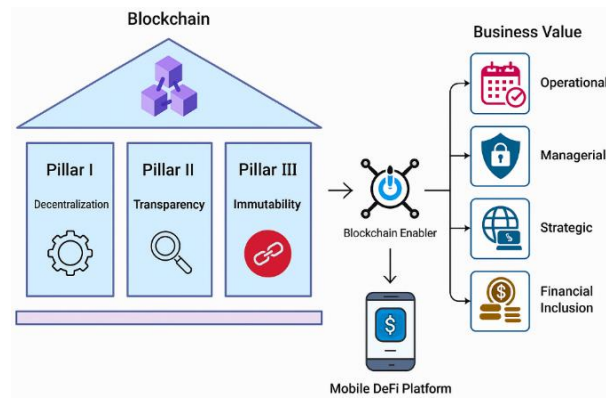 Blockchain
Pillar I
Decentralization
Pillar II
Transparency
Pillar III
Immutability
Blockchain Enabler
$
Mobile DeFi Platform
Business Value
Operational
Managerial
$
Strategic
$
Financial
Inclusion